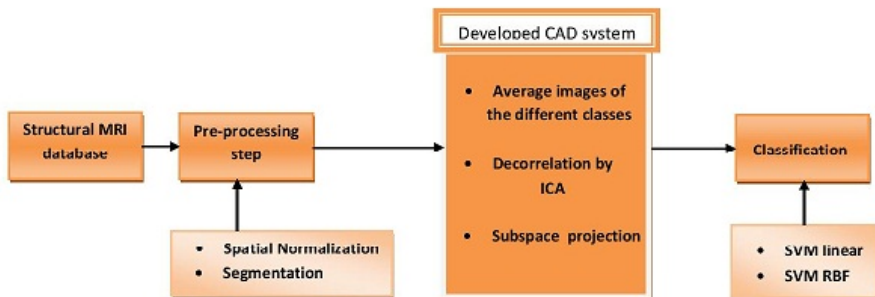 Developed CAD system
• Average images of
the different classes
• Decorrelation by
ICA
• Subspace projection
Structural MRI
database
Pre-processing
step
• Spatial Normalization
• Segmentation
Classification
• SVM linear
• SVM RBF